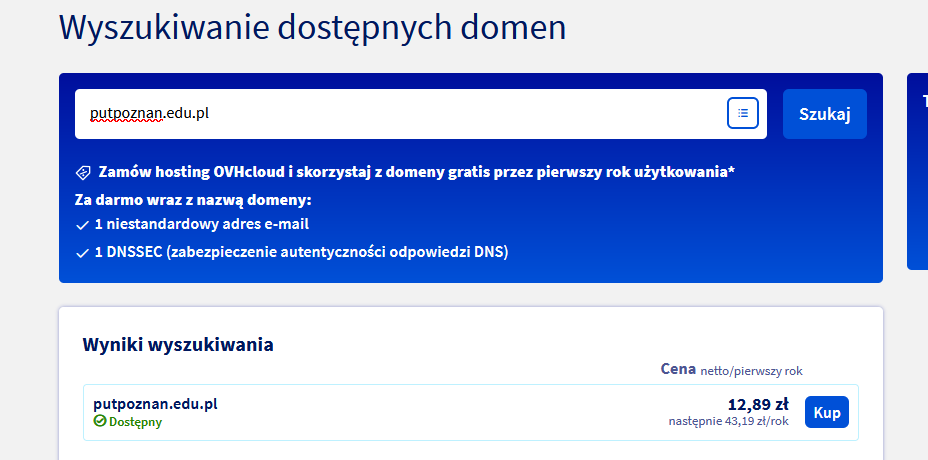 Wyszukiwanie dostępnych domen
putpoznan.edu.pl
Szukaj
Zamów hosting OVHcloud i skorzystaj z domeny gratis przez pierwszy rok użytkowania*
Za darmo wraz z nazwą domeny:
1 niestandardowy adres e-mail
1 DNSSEC (zabezpieczenie autentyczności odpowiedzi DNS)
Wyniki wyszukiwania
Cena netto/pierwszy rok
putpoznan.edu.pl
Dostępny
12,89 zł
następnie 43,19 zł/rok
Kup